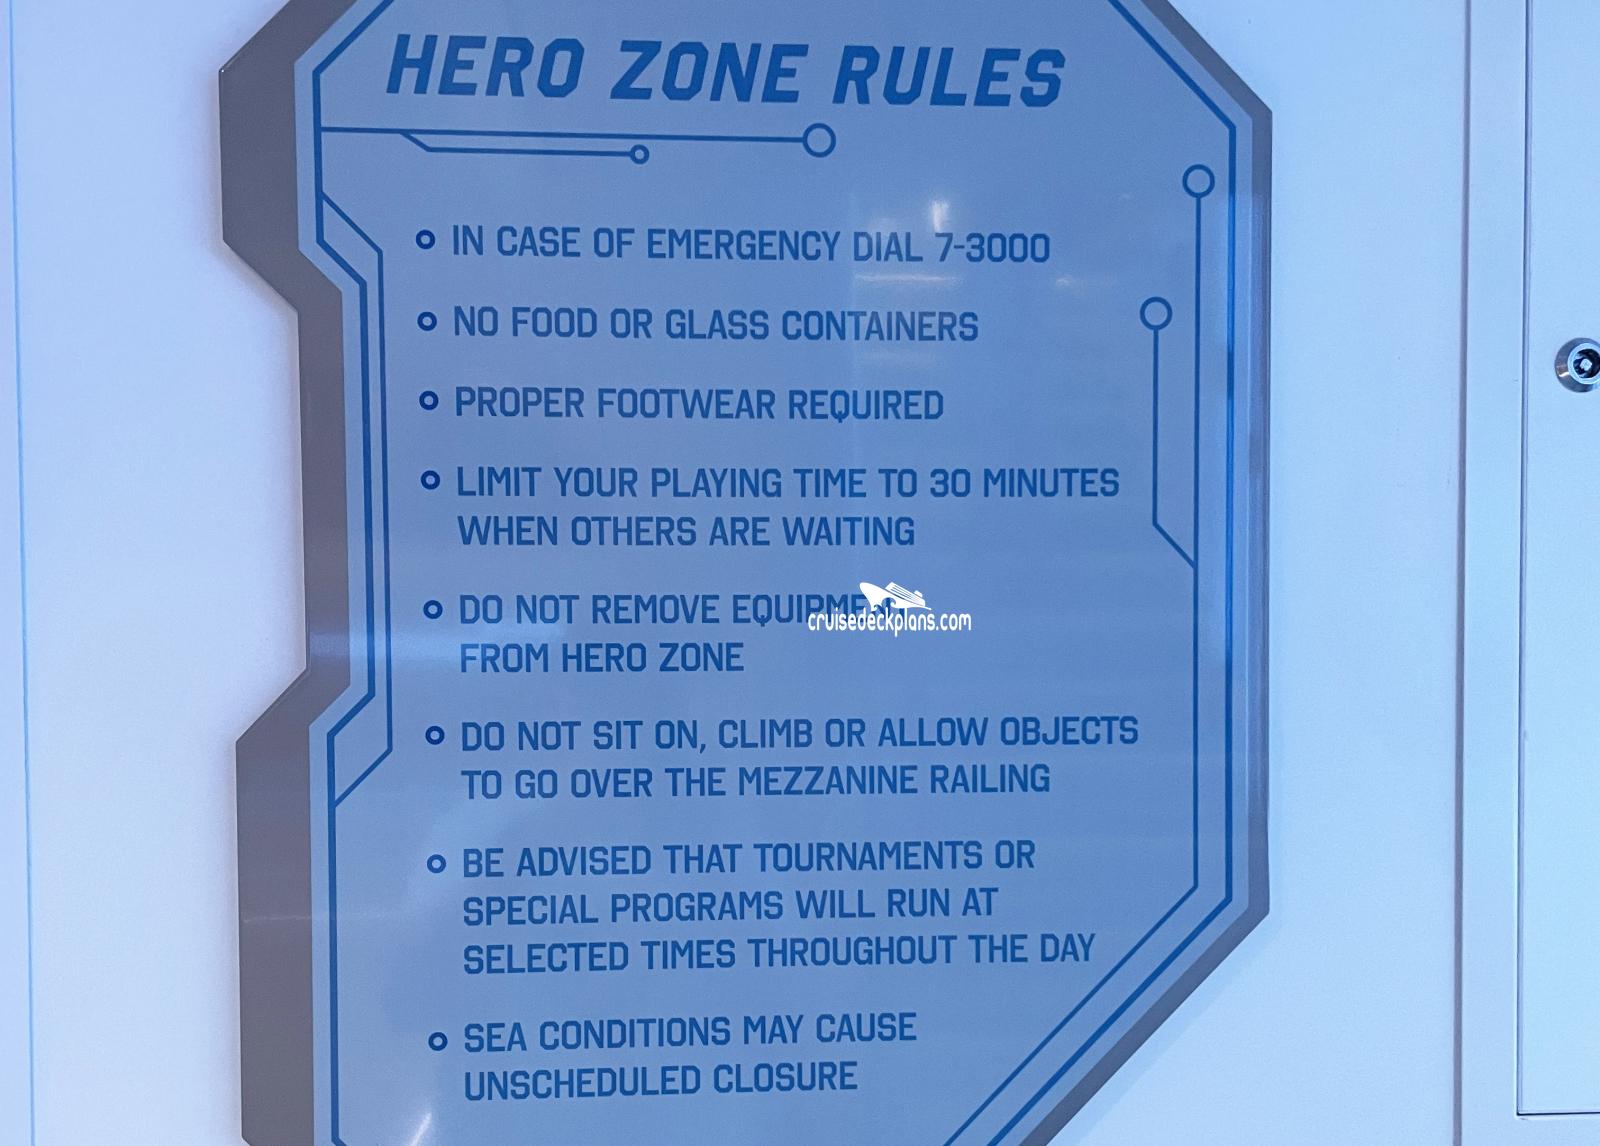 HERO ZONE RULES
IN CASE OF EMERGENCY DIAL 7-3000
NO FOOD OR GLASS CONTAINERS
PROPER FOOTWEAR REQUIRED
LIMIT YOUR PLAYING TIME TO 30 MINUTES
WHEN OTHERS ARE WAITING
DO NOT REMOVE EQUIPMENT
cruisedeckplans.com
FROM HERO ZONE
DO NOT SIT ON, CLIMB OR ALLOW OBJECTS
TO GO OVER THE MEZZANINE RAILING
BE ADVISED THAT TOURNAMENTS OR
SPECIAL PROGRAMS WILL RUN AT
SELECTED TIMES THROUGHOUT THE DAY
SEA CONDITIONS MAY CAUSE
UNSCHEDULED CLOSURE